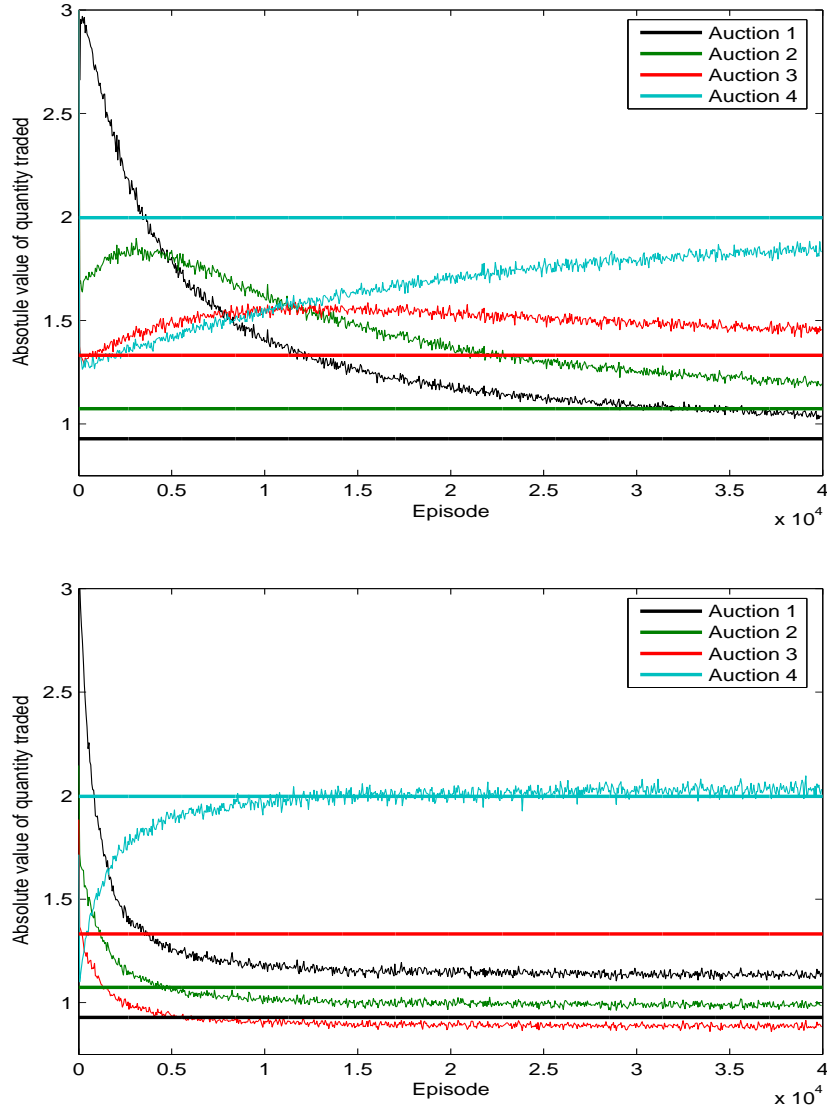 3
2.5
2
1.5
1
Absotule value of quantity traded
Auction 1
Auction 2
Auction 3
Auction 4
0 0.5 1 1.5 2 2.5 3 3.5 4
Episode
x 10^4
3
2.5
2
1.5
1
Absolute value of quantity traded
Auction 1
Auction 2
Auction 3
Auction 4
0 0.5 1 1.5 2 2.5 3 3.5 4
Episode
x 10^4